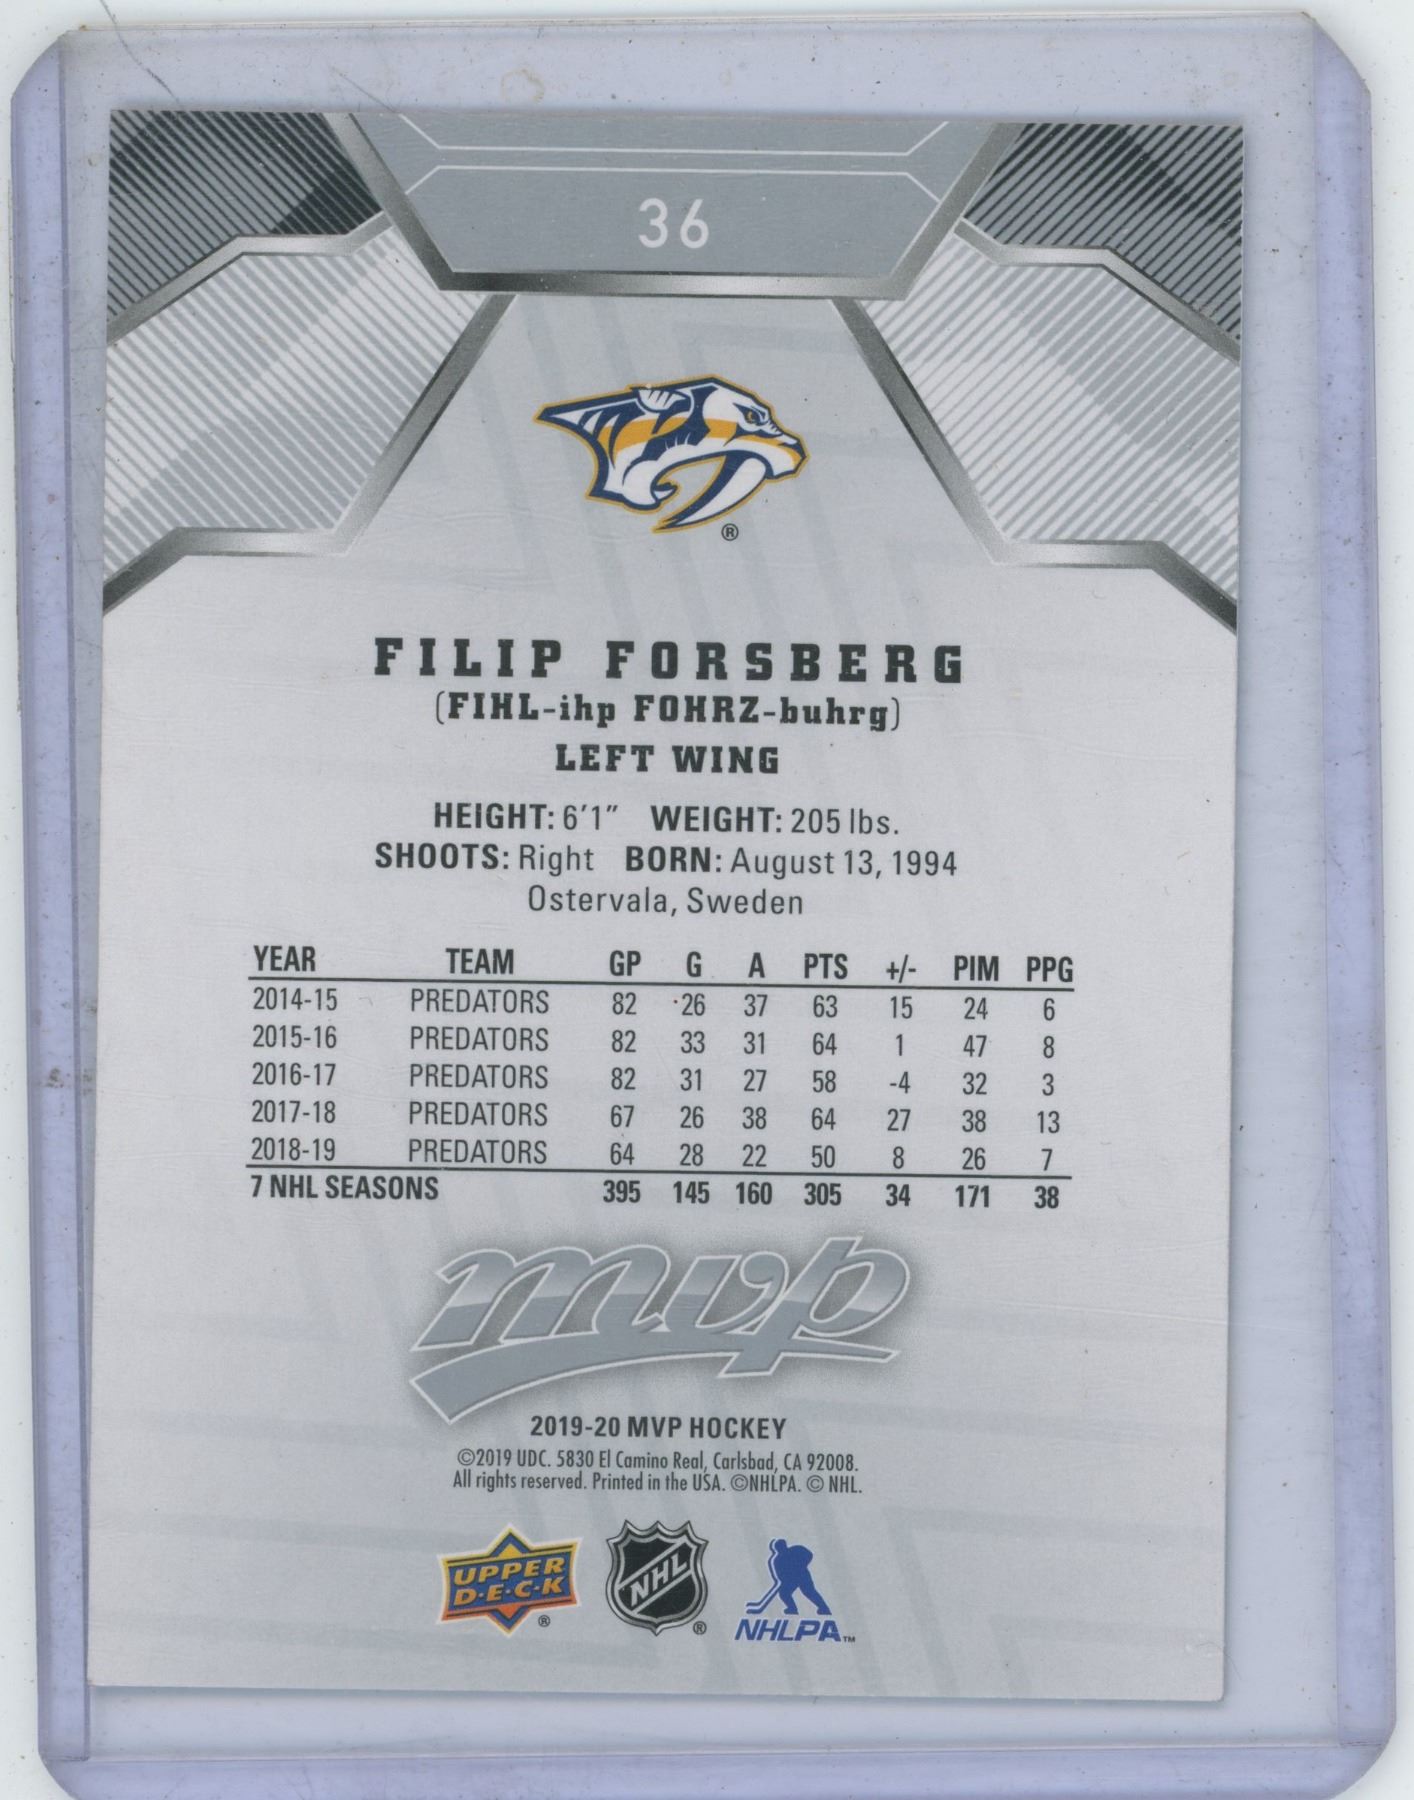 36
®
FILIP FORSBERG
(FIHL-ihp FOHRZ-buhrg)
LEFT WING
HEIGHT: 6'1" WEIGHT: 205 lbs.
SHOOTS: Right BORN: August 13, 1994
Ostervala, Sweden
YEAR TEAM GP G A PTS +/- PIM PPG
2014-15 PREDATORS 82 26 37 63 15 24 6
2015-16 PREDATORS 82 33 31 64 1 47 8
2016-17 PREDATORS 82 31 27 58 -4 32 3
2017-18 PREDATORS 67 26 38 64 27 38 13
2018-19 PREDATORS 64 28 22 50 8 26 7
7 NHL SEASONS 395 145 160 305 34 171 38
mvp
2019-20 MVP HOCKEY
©2019 UDC. 5830 El Camino Real, Carlsbad, CA 92008.
All rights reserved. Printed in the USA. ©NHLPA. © NHL.
UPPER D·E·C·K ® NHL ® NHLPA™